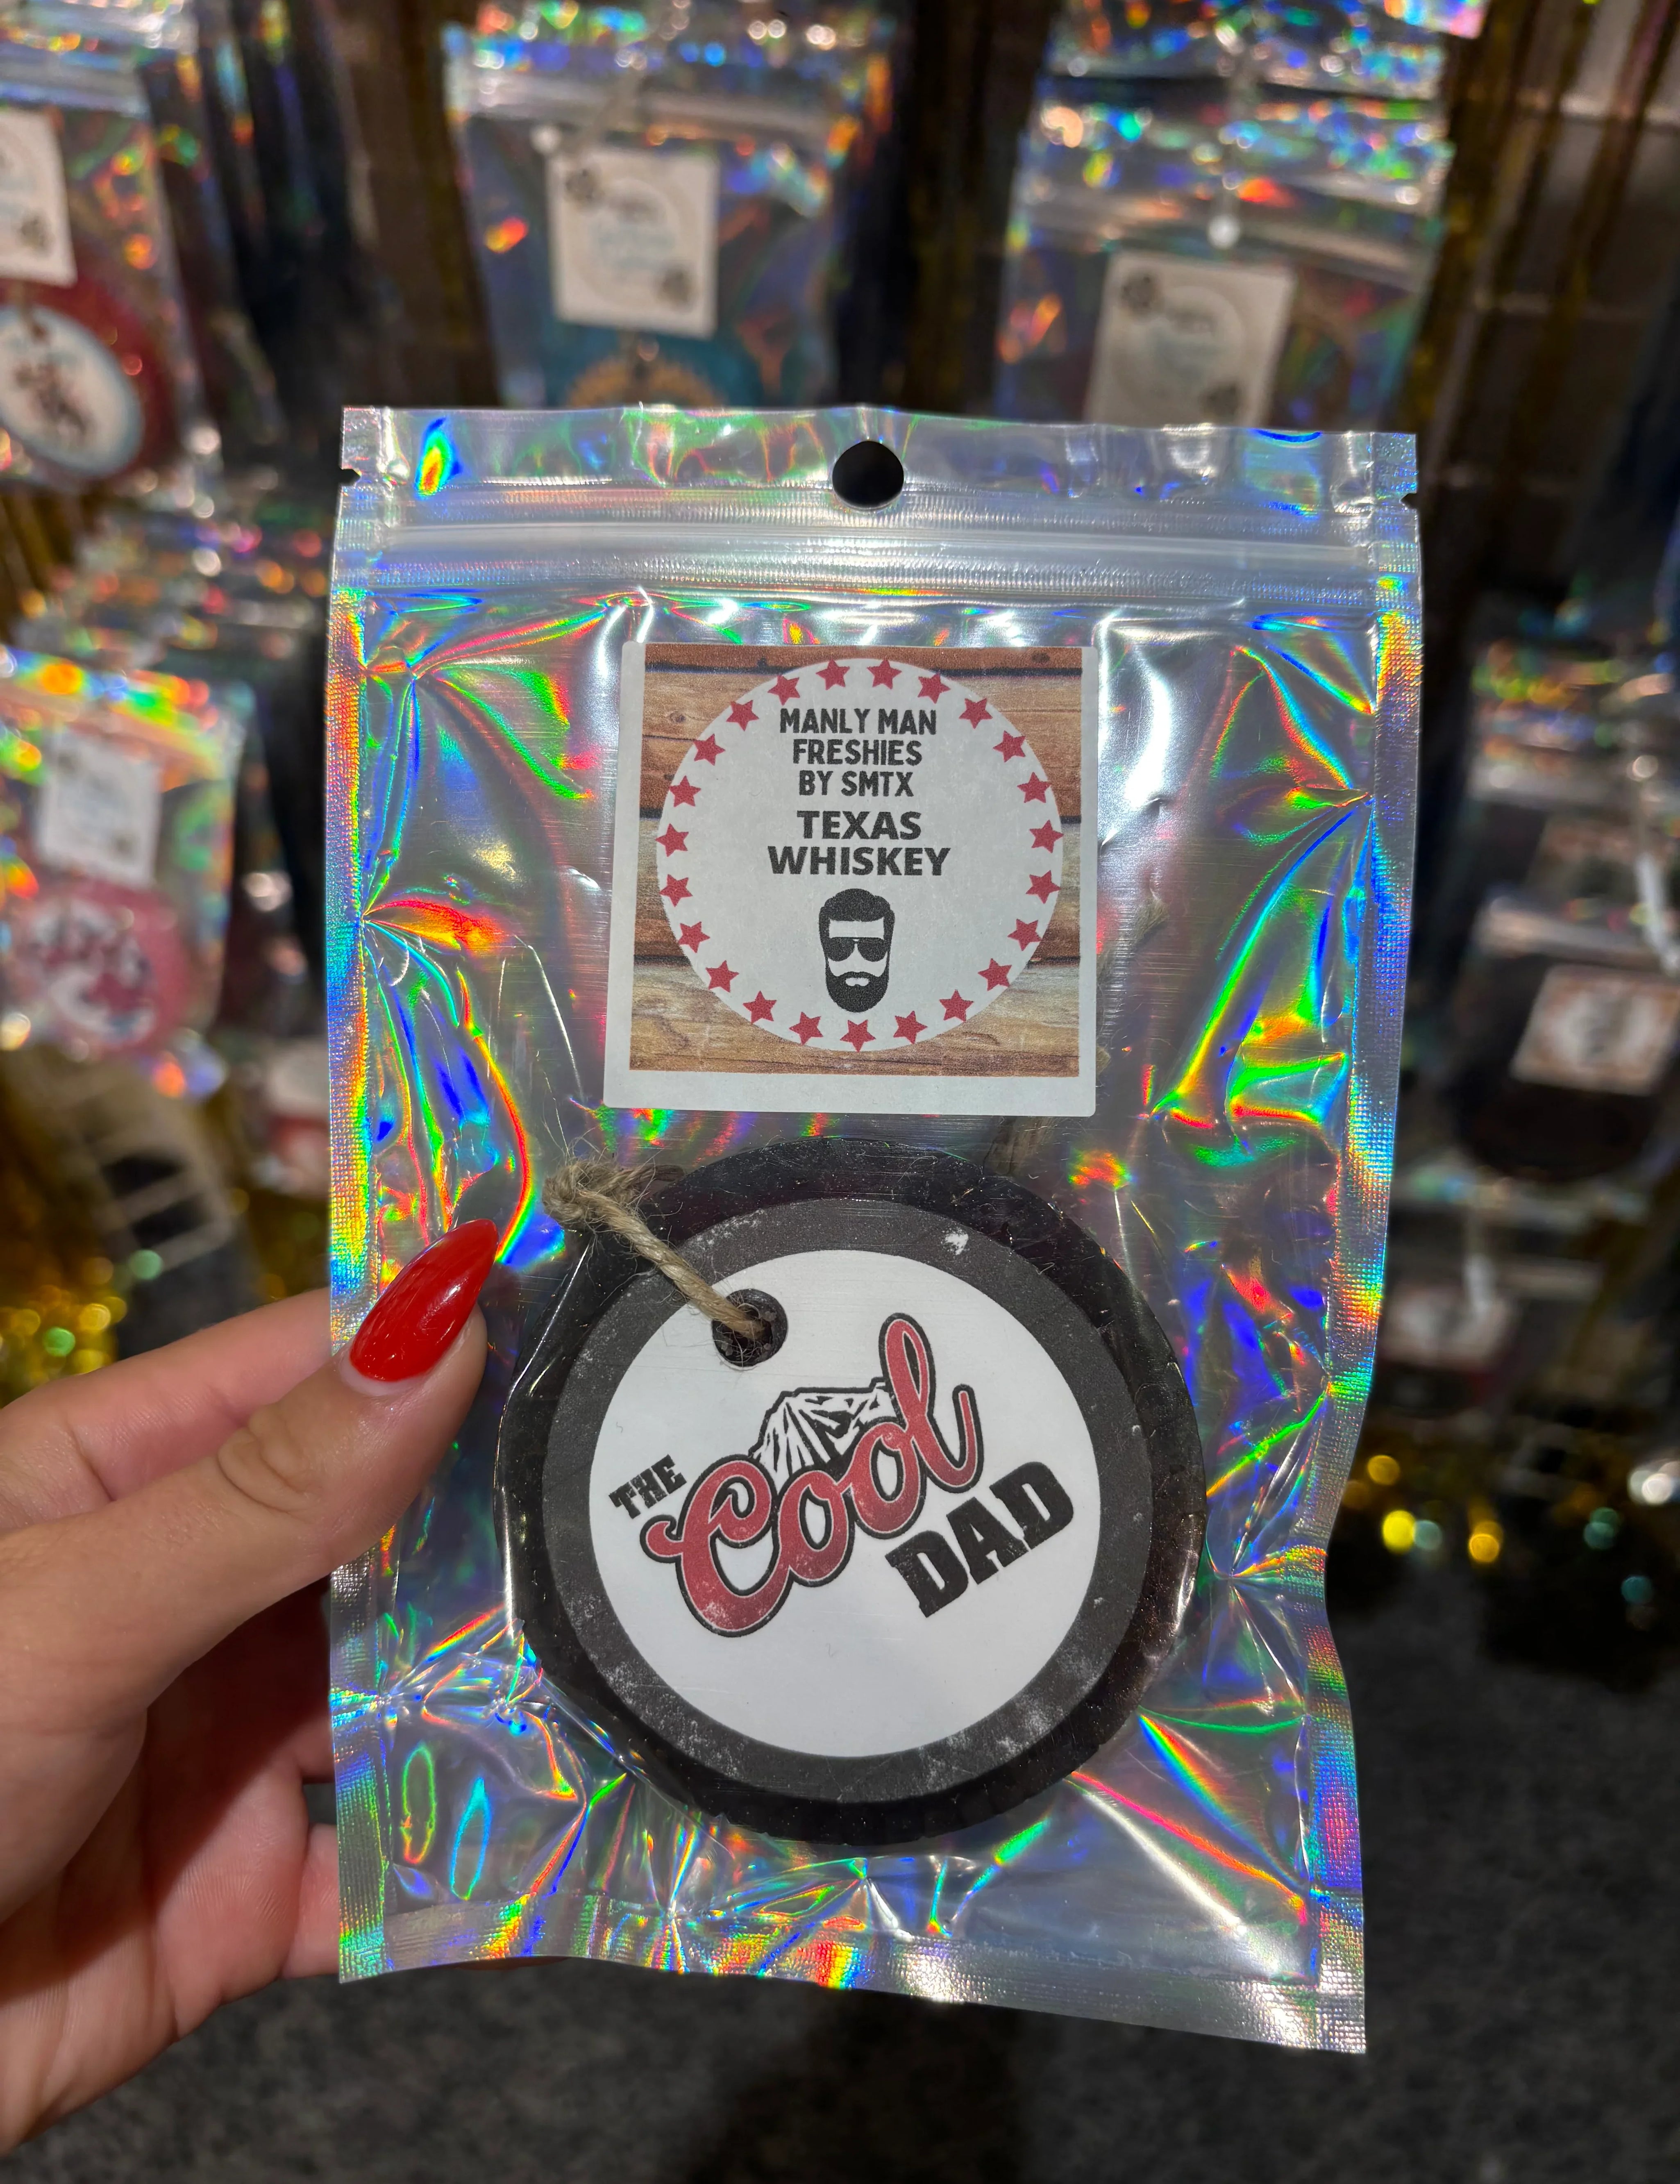 MANLY MAN
FRESHIES
BY SMTX
TEXAS
WHISKEY
THE
Cool
DAD